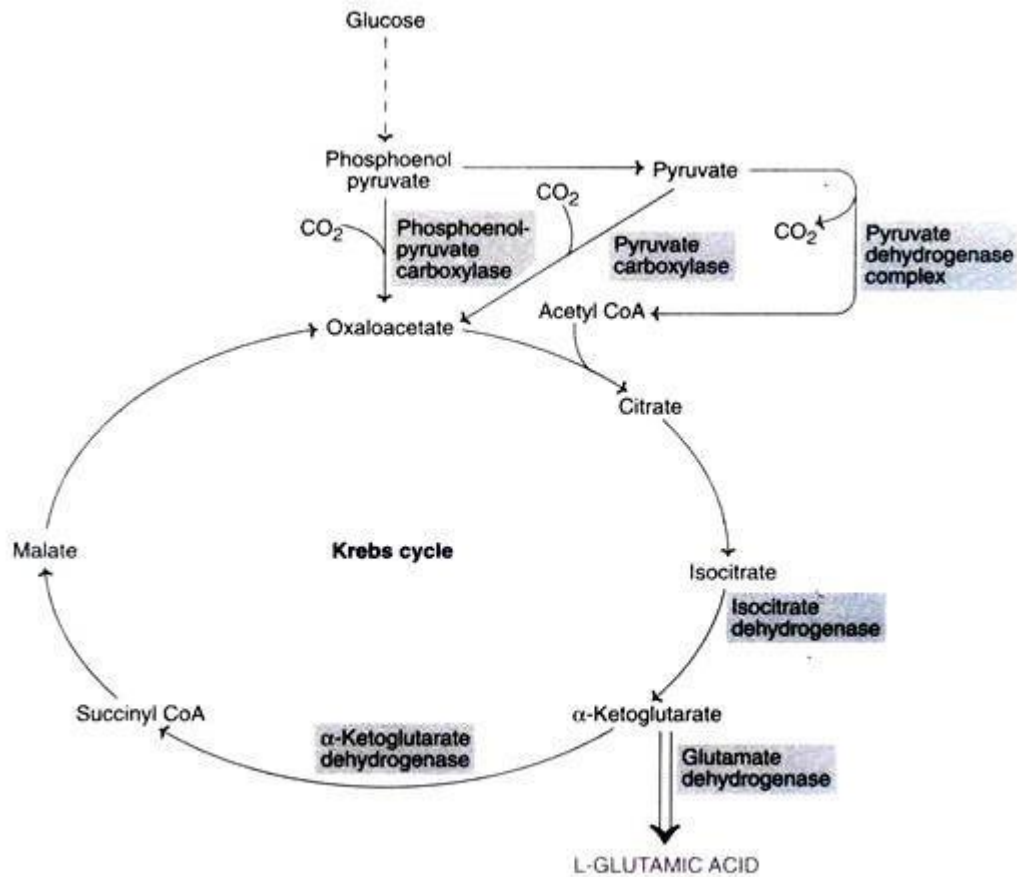 Glucose
Phosphoenol
pyruvate
Pyruvate
CO2
CO2
CO2
Phosphoenol-
pyruvate
carboxylase
Pyruvate
carboxylase
Pyruvate
dehydrogenase
complex
Acetyl CoA
Oxaloacetate
Citrate
Malate
Krebs cycle
Isocitrate
Isocitrate
dehydrogenase
Succinyl CoA
α-Ketoglutarate
α-Ketoglutarate
dehydrogenase
Glutamate
dehydrogenase
L-GLUTAMIC ACID